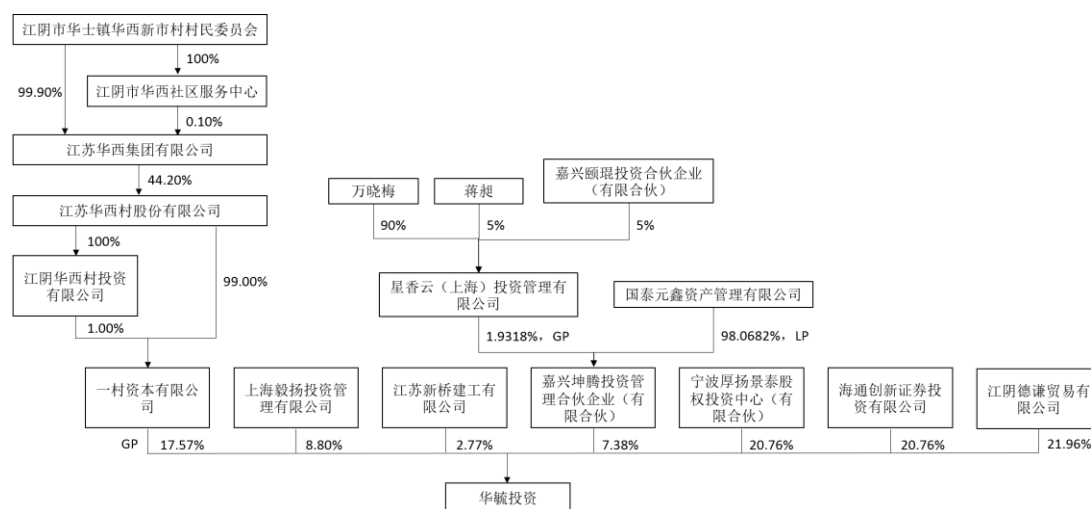 江阴市华士镇华西新市村村民委员会
100%
99.90%
江阴市华西社区服务中心
0.10%
江苏华西集团有限公司
44.20%
江苏华西村股份有限公司
100%
江阴华西村投资
有限公司
99.00%
1.00%
万晓梅
蒋昶
嘉兴颐琨投资合伙企业
（有限合伙）
90%
5%
5%
星香云（上海）投资管理有
限公司
国泰元鑫资产管理有限公司
1.9318%，GP
98.0682%，LP
一村资本有限公
司
上海毅扬投资管
理有限公司
江苏新桥建工有
限公司
嘉兴坤腾投资管
理合伙企业（有
限合伙）
宁波厚扬景泰股
权投资中心（有
限合伙）
海通创新证券投
资有限公司
江阴德谦贸易有
限公司
GP
17.57%
8.80%
2.77%
7.38%
20.76%
20.76%
21.96%
华毓投资